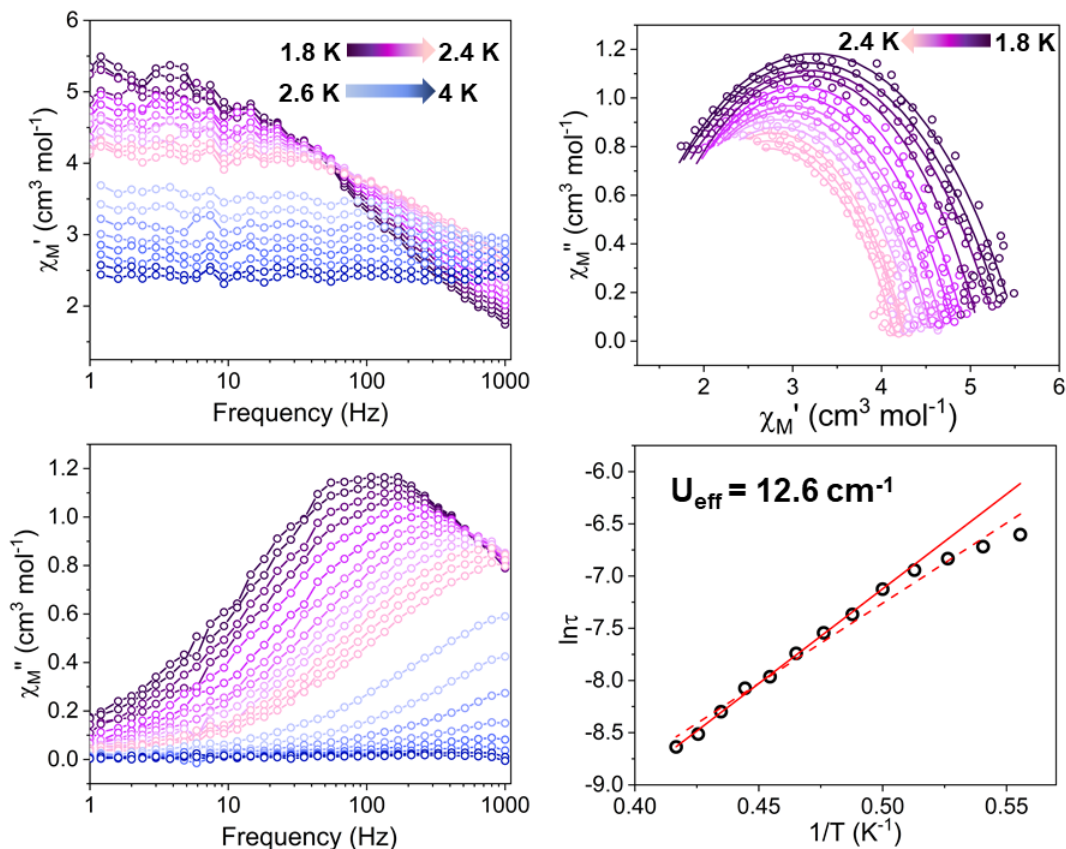 χM' (cm³ mol⁻¹)
6
5
4
3
2
1.8 K 2.4 K
2.6 K 4 K
1 10 100 1000
Frequency (Hz)
χM'' (cm³ mol⁻¹)
1.2
1.0
0.8
0.6
0.4
0.2
0.0
2.4 K 1.8 K
2 3 4 5 6
χM' (cm³ mol⁻¹)
χM'' (cm³ mol⁻¹)
1.2
1.0
0.8
0.6
0.4
0.2
0.0
1 10 100 1000
Frequency (Hz)
lnτ
-6.0
-6.5
-7.0
-7.5
-8.0
-8.5
-9.0
Ueff = 12.6 cm⁻¹
0.40 0.45 0.50 0.55
1/T (K⁻¹)